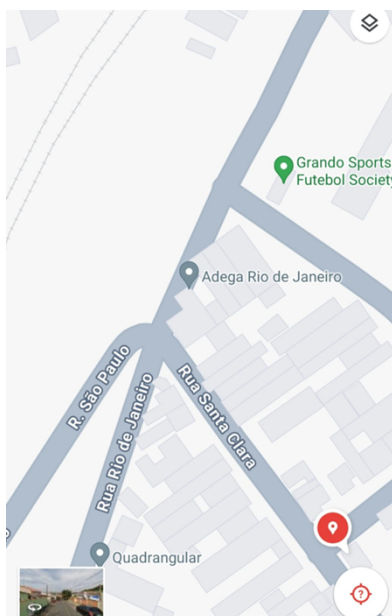 Grando Sports
Futebol Society
Adega Rio de Janeiro
R. São Paulo
Rua Rio de Janeiro
Rua Santa Clara
Quadrangular
?